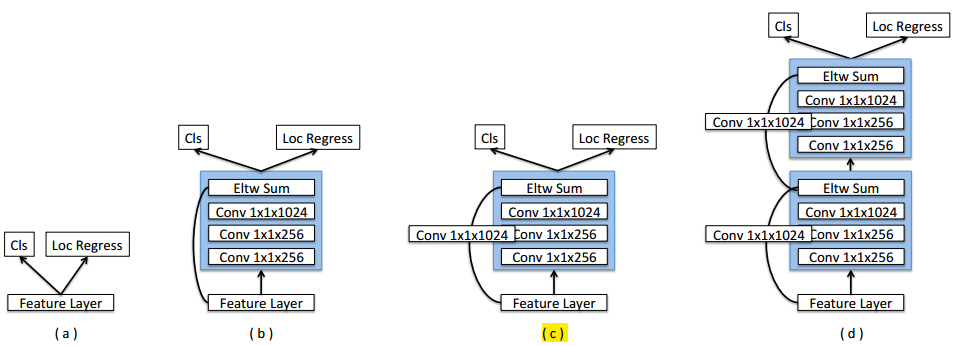 Cls Loc Regress
Feature Layer
( a )
Cls Loc Regress
Eltw Sum
Conv 1x1x1024
Conv 1x1x256
Conv 1x1x256
Feature Layer
( b )
Cls Loc Regress
Eltw Sum
Conv 1x1x1024
Conv 1x1x1024 Conv 1x1x256
Conv 1x1x256
Feature Layer
( c )
Cls Loc Regress
Eltw Sum
Conv 1x1x1024
Conv 1x1x1024 Conv 1x1x256
Conv 1x1x256
Eltw Sum
Conv 1x1x1024
Conv 1x1x1024 Conv 1x1x256
Conv 1x1x256
Feature Layer
( d )